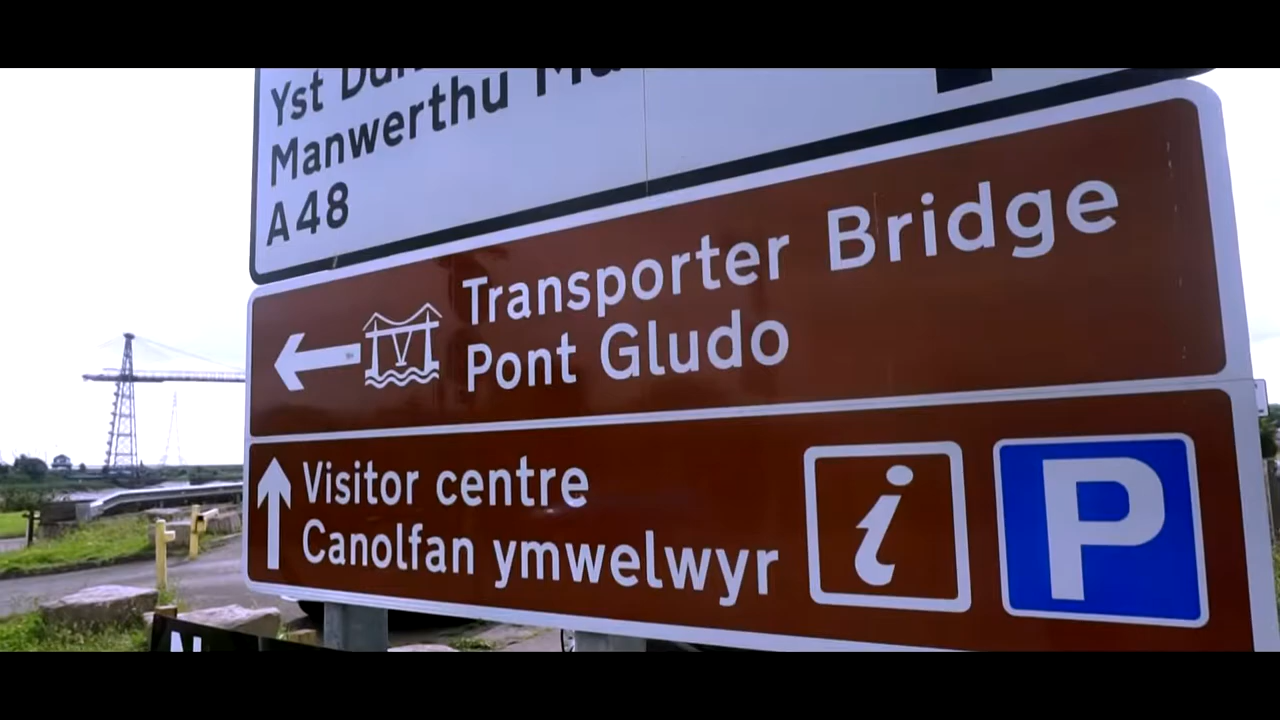 Yst
Manwerthu
A48
Transporter Bridge
Pont Gludo
Visitor centre
Canolfan ymwelwyr
i
P